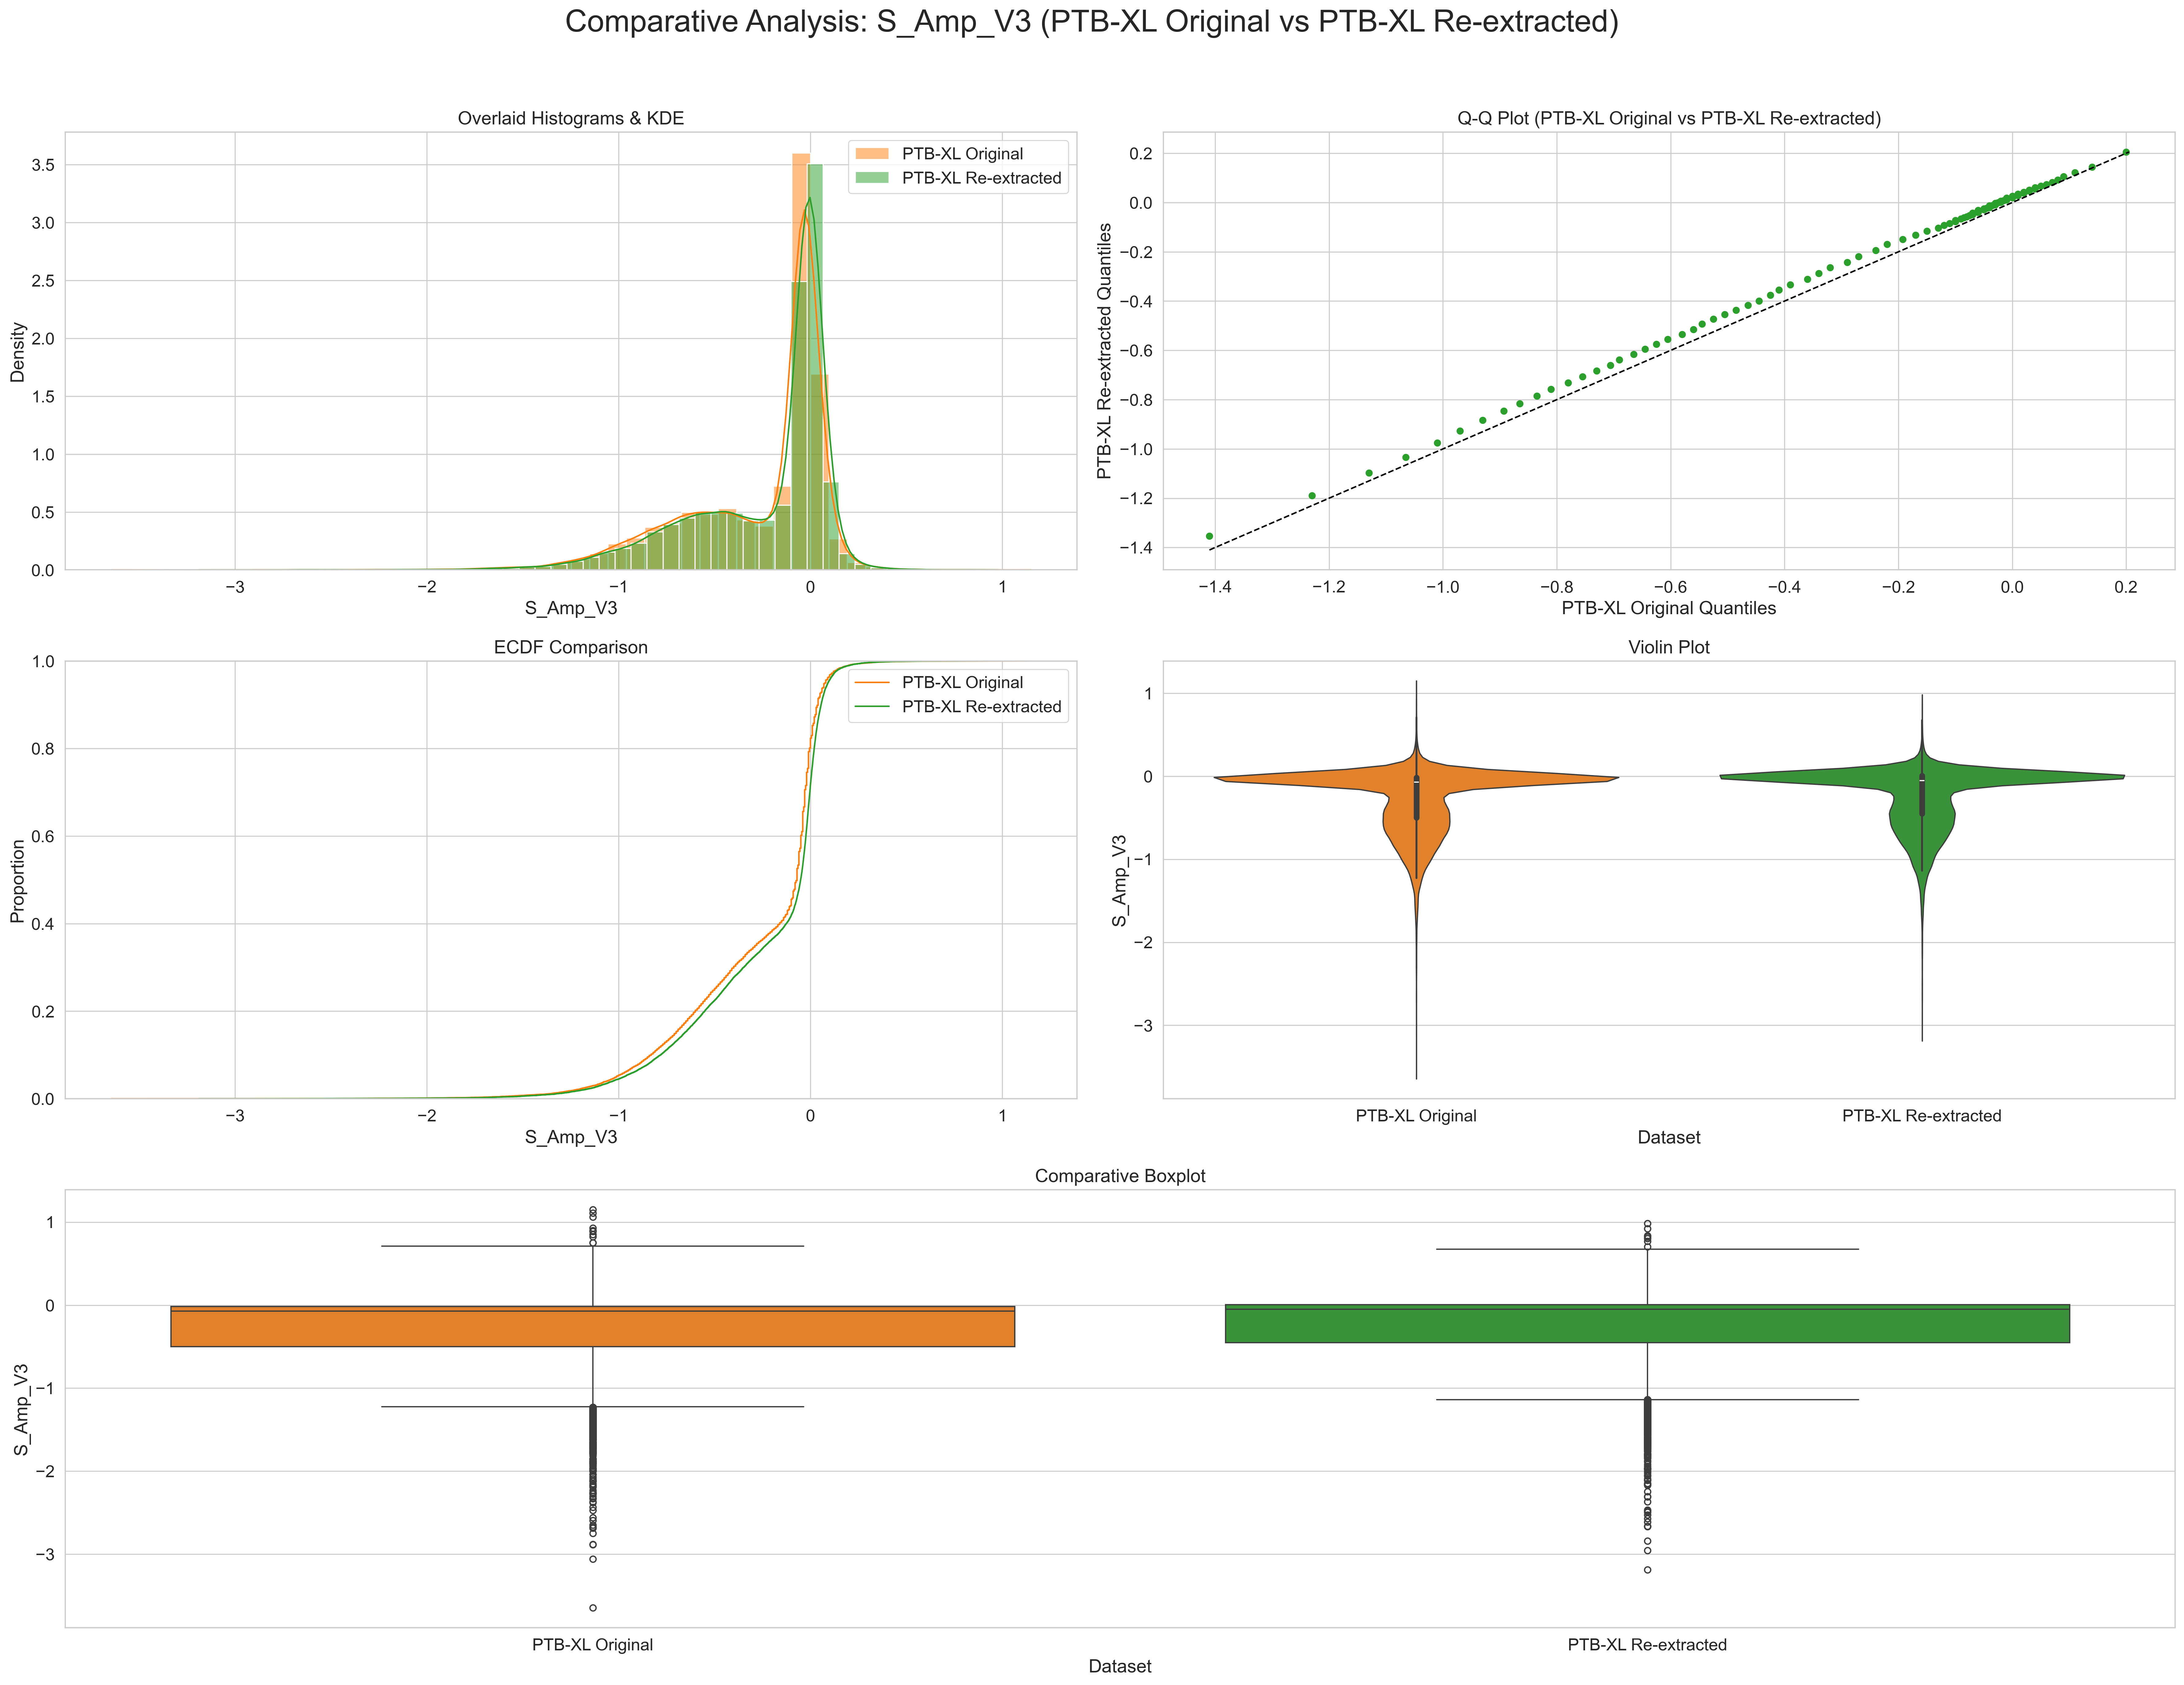 Comparative Analysis: S_Amp_V3 (PTB-XL Original vs PTB-XL Re-extracted)
Overlaid Histograms & KDE
PTB-XL Original
PTB-XL Re-extracted
Density
3.5
3.0
2.5
2.0
1.5
1.0
0.5
0.0
−3
−2
−1
0
1
S_Amp_V3
Q-Q Plot (PTB-XL Original vs PTB-XL Re-extracted)
PTB-XL Re-extracted Quantiles
0.2
0.0
−0.2
−0.4
−0.6
−0.8
−1.0
−1.2
−1.4
−1.4
−1.2
−1.0
−0.8
−0.6
−0.4
−0.2
0.0
0.2
PTB-XL Original Quantiles
ECDF Comparison
PTB-XL Original
PTB-XL Re-extracted
Proportion
1.0
0.8
0.6
0.4
0.2
0.0
−3
−2
−1
0
1
S_Amp_V3
Violin Plot
S_Amp_V3
1
0
−1
−2
−3
PTB-XL Original
PTB-XL Re-extracted
Dataset
Comparative Boxplot
S_Amp_V3
1
0
−1
−2
−3
PTB-XL Original
PTB-XL Re-extracted
Dataset